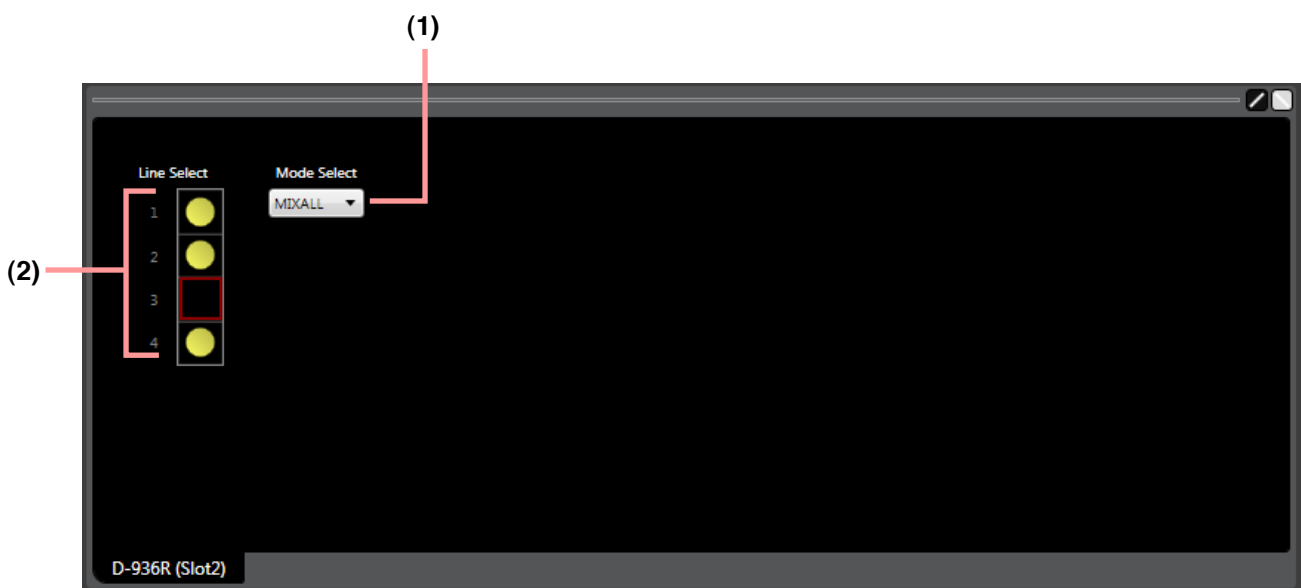 (1)
Line Select
Mode Select
1
MIXALL
2
(2)
3
4
D-936R (Slot2)